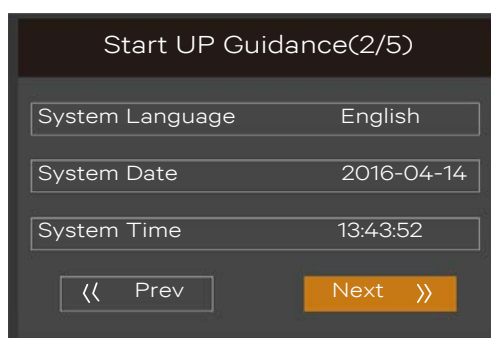 Start UP Guidance(2/5)
System Language English
System Date 2016-04-14
System Time 13:43:52
⟨⟨ Prev Next ⟩⟩